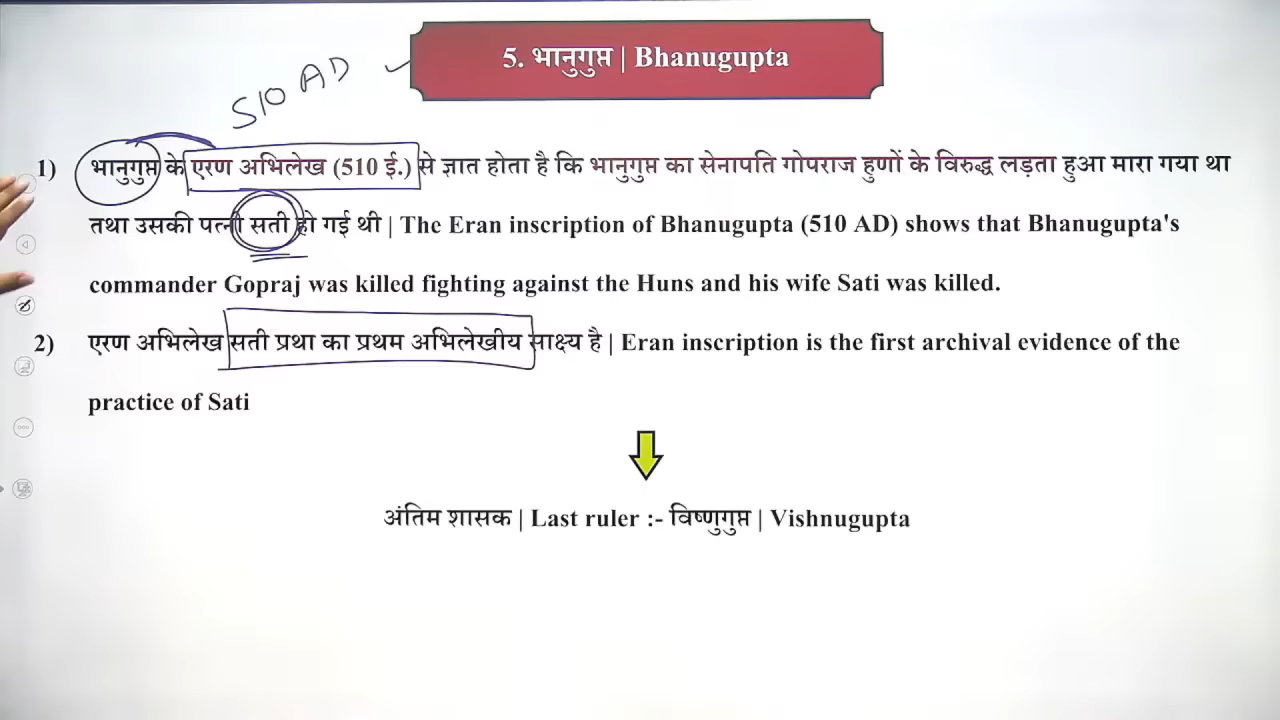 5. भानुगुप्त | Bhanugupta
510 AD
1) भानुगुप्त के एरण अभिलेख (510 ई.) से ज्ञात होता है कि भानुगुप्त का सेनापति गोपराज हुणों के विरुद्ध लड़ता हुआ मारा गया था
तथा उसकी पत्नी सती हो गई थी | The Eran inscription of Bhanugupta (510 AD) shows that Bhanugupta's
commander Gopraj was killed fighting against the Huns and his wife Sati was killed.
2) एरण अभिलेख सती प्रथा का प्रथम अभिलेखीय साक्ष्य है | Eran inscription is the first archival evidence of the
practice of Sati
अंतिम शासक | Last ruler :- विष्णुगुप्त | Vishnugupta